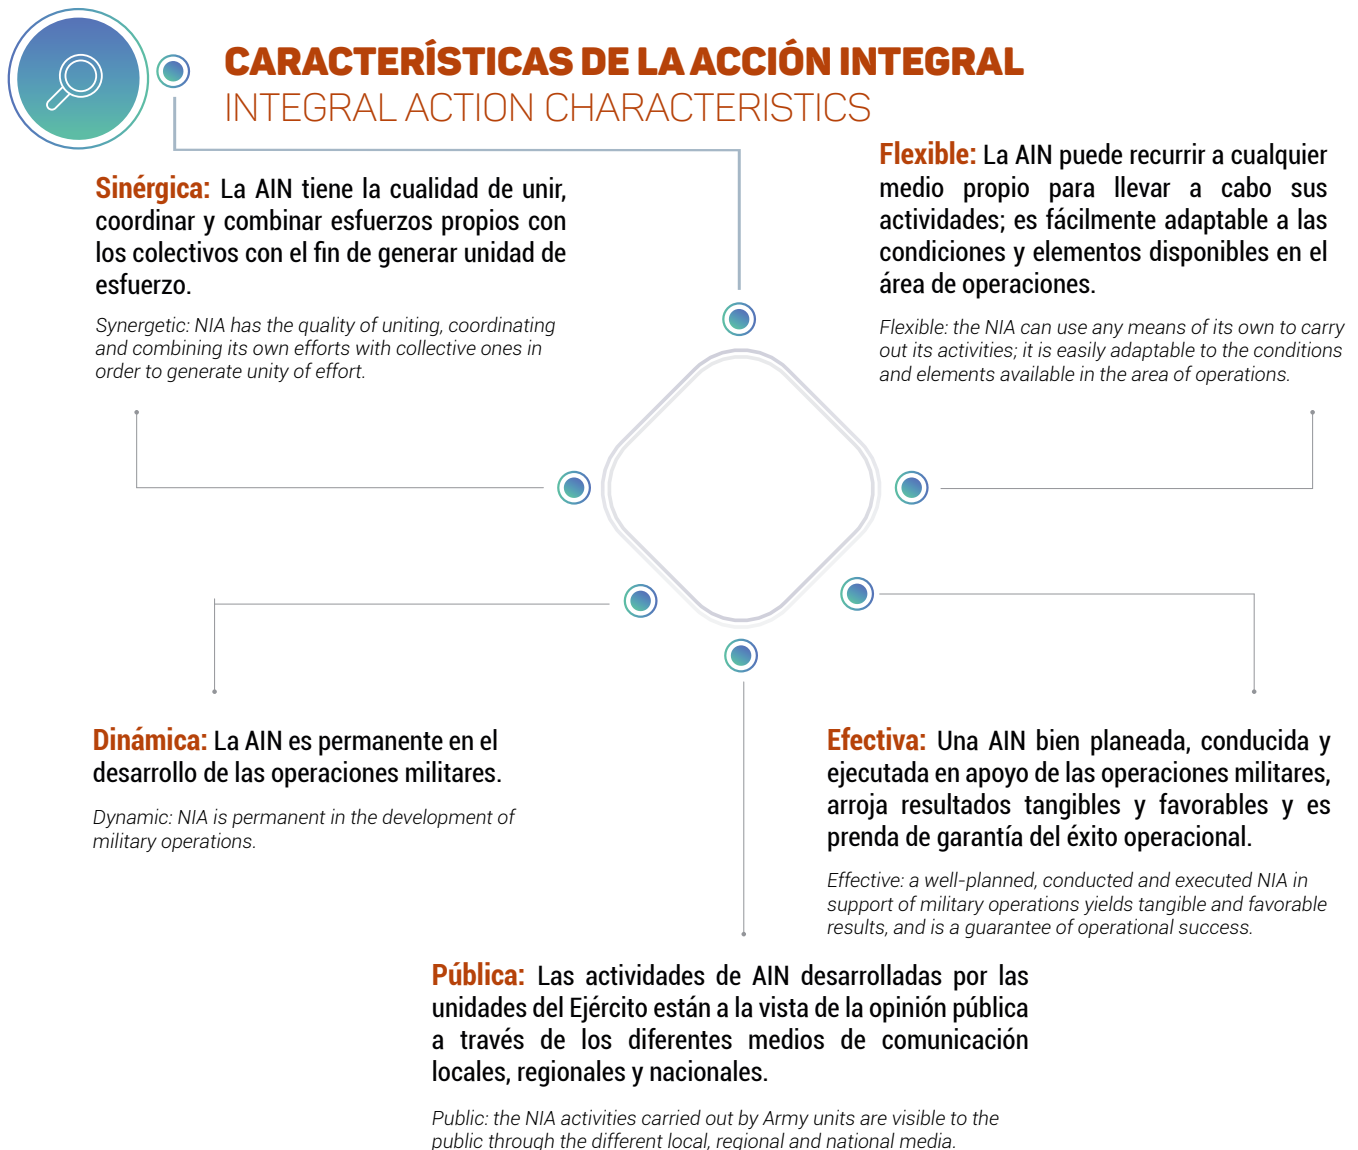 CARACTERÍSTICAS DE LA ACCIÓN INTEGRAL
INTEGRAL ACTION CHARACTERISTICS
Sinérgica: La AIN tiene la cualidad de unir,
coordinar y combinar esfuerzos propios con
los colectivos con el fin de generar unidad de
esfuerzo.
Synergetic: NIA has the quality of uniting, coordinating
and combining its own efforts with collective ones in
order to generate unity of effort.
Flexible: La AIN puede recurrir a cualquier
medio propio para llevar a cabo sus
actividades; es fácilmente adaptable a las
condiciones y elementos disponibles en el
área de operaciones.
Flexible: the NIA can use any means of its own to carry
out its activities; it is easily adaptable to the conditions
and elements available in the area of operations.
Dinámica: La AIN es permanente en el
desarrollo de las operaciones militares.
Dynamic: NIA is permanent in the development of
military operations.
Efectiva: Una AIN bien planeada, conducida y
ejecutada en apoyo de las operaciones militares,
arroja resultados tangibles y favorables y es
prenda de garantía del éxito operacional.
Effective: a well-planned, conducted and executed NIA in
support of military operations yields tangible and favorable
results, and is a guarantee of operational success.
Pública: Las actividades de AIN desarrolladas por las
unidades del Ejército están a la vista de la opinión pública
a través de los diferentes medios de comunicación
locales, regionales y nacionales.
Public: the NIA activities carried out by Army units are visible to the
public through the different local, regional and national media.